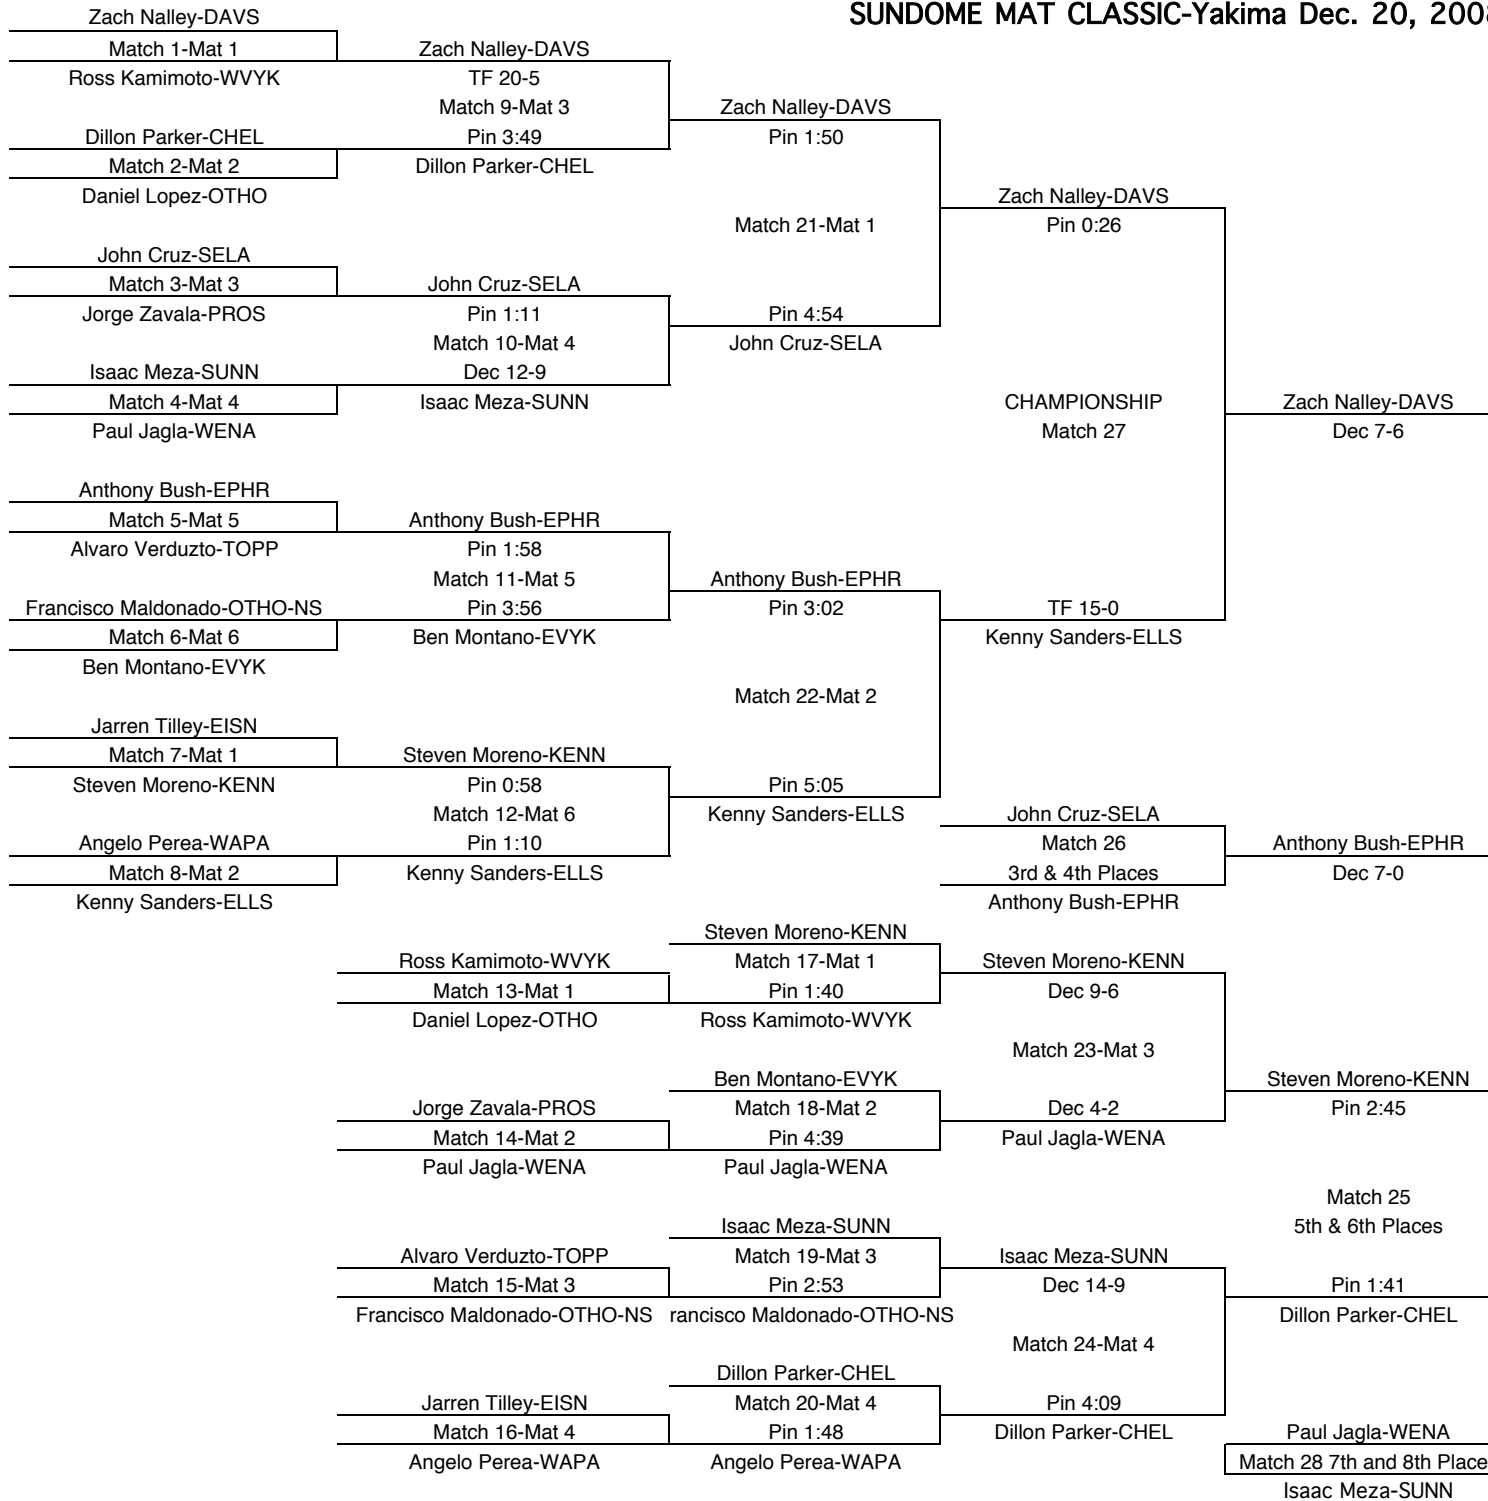 SUNDOME MAT CLASSIC-Yakima Dec. 20, 2008
Zach Nalley-DAVS
Match 1-Mat 1
Ross Kamimoto-WVYK
Dillon Parker-CHEL
Match 2-Mat 2
Daniel Lopez-OTHO
John Cruz-SELA
Match 3-Mat 3
Jorge Zavala-PROS
Isaac Meza-SUNN
Match 4-Mat 4
Paul Jagla-WENA
Anthony Bush-EPHR
Match 5-Mat 5
Alvaro Verduzto-TOPP
Francisco Maldonado-OTHO-NS
Match 6-Mat 6
Ben Montano-EVYK
Jarren Tilley-EISN
Match 7-Mat 1
Steven Moreno-KENN
Angelo Perea-WAPA
Match 8-Mat 2
Kenny Sanders-ELLS
Zach Nalley-DAVS
TF 20-5
Match 9-Mat 3
Pin 3:49
Dillon Parker-CHEL
John Cruz-SELA
Pin 1:11
Match 10-Mat 4
Dec 12-9
Isaac Meza-SUNN
Anthony Bush-EPHR
Pin 1:58
Match 11-Mat 5
Pin 3:56
Ben Montano-EVYK
Steven Moreno-KENN
Pin 0:58
Match 12-Mat 6
Pin 1:10
Kenny Sanders-ELLS
Zach Nalley-DAVS
Pin 1:50
Match 21-Mat 1
Pin 4:54
John Cruz-SELA
Anthony Bush-EPHR
Pin 3:02
Match 22-Mat 2
Pin 5:05
Kenny Sanders-ELLS
Zach Nalley-DAVS
Pin 0:26
CHAMPIONSHIP
Match 27
TF 15-0
Kenny Sanders-ELLS
Zach Nalley-DAVS
Dec 7-6
John Cruz-SELA
Match 26
3rd & 4th Places
Anthony Bush-EPHR
Anthony Bush-EPHR
Dec 7-0
Ross Kamimoto-WVYK
Match 13-Mat 1
Daniel Lopez-OTHO
Jorge Zavala-PROS
Match 14-Mat 2
Paul Jagla-WENA
Alvaro Verduzto-TOPP
Match 15-Mat 3
Francisco Maldonado-OTHO-NS
Jarren Tilley-EISN
Match 16-Mat 4
Angelo Perea-WAPA
Steven Moreno-KENN
Match 17-Mat 1
Pin 1:40
Ross Kamimoto-WVYK
Ben Montano-EVYK
Match 18-Mat 2
Pin 4:39
Paul Jagla-WENA
Isaac Meza-SUNN
Match 19-Mat 3
Pin 2:53
rancisco Maldonado-OTHO-NS
Dillon Parker-CHEL
Match 20-Mat 4
Pin 1:48
Angelo Perea-WAPA
Steven Moreno-KENN
Dec 9-6
Match 23-Mat 3
Dec 4-2
Paul Jagla-WENA
Isaac Meza-SUNN
Dec 14-9
Match 24-Mat 4
Pin 4:09
Dillon Parker-CHEL
Steven Moreno-KENN
Pin 2:45
Match 25
5th & 6th Places
Pin 1:41
Dillon Parker-CHEL
Paul Jagla-WENA
Match 28 7th and 8th Place
Isaac Meza-SUNN